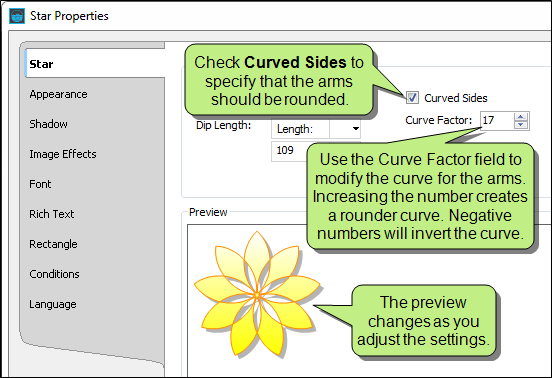 Star Properties
Star
Appearance
Shadow
Image Effects
Font
Rich Text
Rectangle
Conditions
Language
Check Curved Sides to
specify that the arms
should be rounded.
Curved Sides
Curve Factor: 17
Dip Length: Length:
109
Use the Curve Factor field to
modify the curve for the arms.
Increasing the number creates
a rounder curve. Negative
numbers will invert the curve.
Preview
The preview
changes as you
adjust the settings.